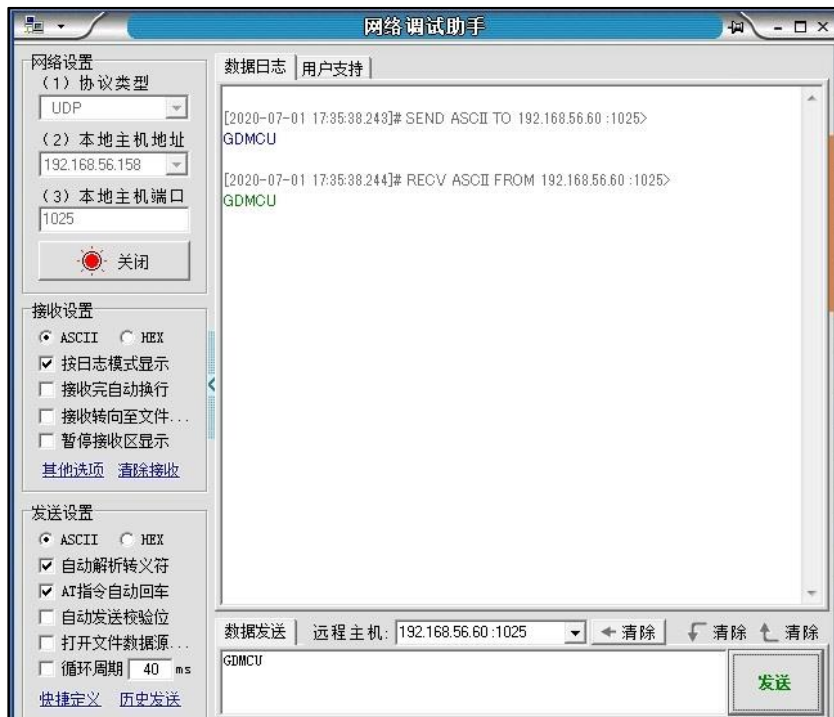 网络调试助手
网络设置
(1) 协议类型
UDP
(2) 本地主机地址
192.168.56.158
(3) 本地主机端口
1025
关闭
接收设置
ASCII HEX
按日志模式显示
接收完自动换行
接收转向至文件...
暂停接收区显示
其他选项 清除接收
发送设置
ASCII HEX
自动解析转义符
AT指令自动回车
自动发送校验位
打开文件数据源...
循环周期 40 ms
快捷定义 历史发送
数据日志 用户支持
[2020-07-01 17:35:38.243]# SEND ASCII TO 192.168.56.60 :1025>
GDMCU
[2020-07-01 17:35:38.244]# RECV ASCII FROM 192.168.56.60 :1025>
GDMCU
数据发送 远程主机: 192.168.56.60 :1025 清除 清除 清除
GDMCU
发送